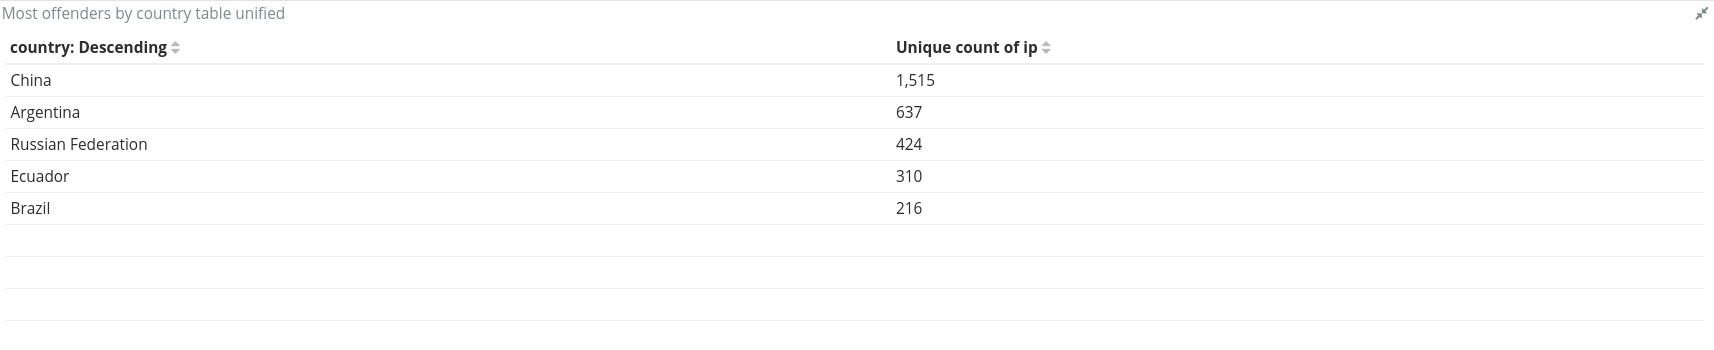 Most offenders by country table unified
country: Descending Unique count of ip
China 1,515
Argentina 637
Russian Federation 424
Ecuador 310
Brazil 216